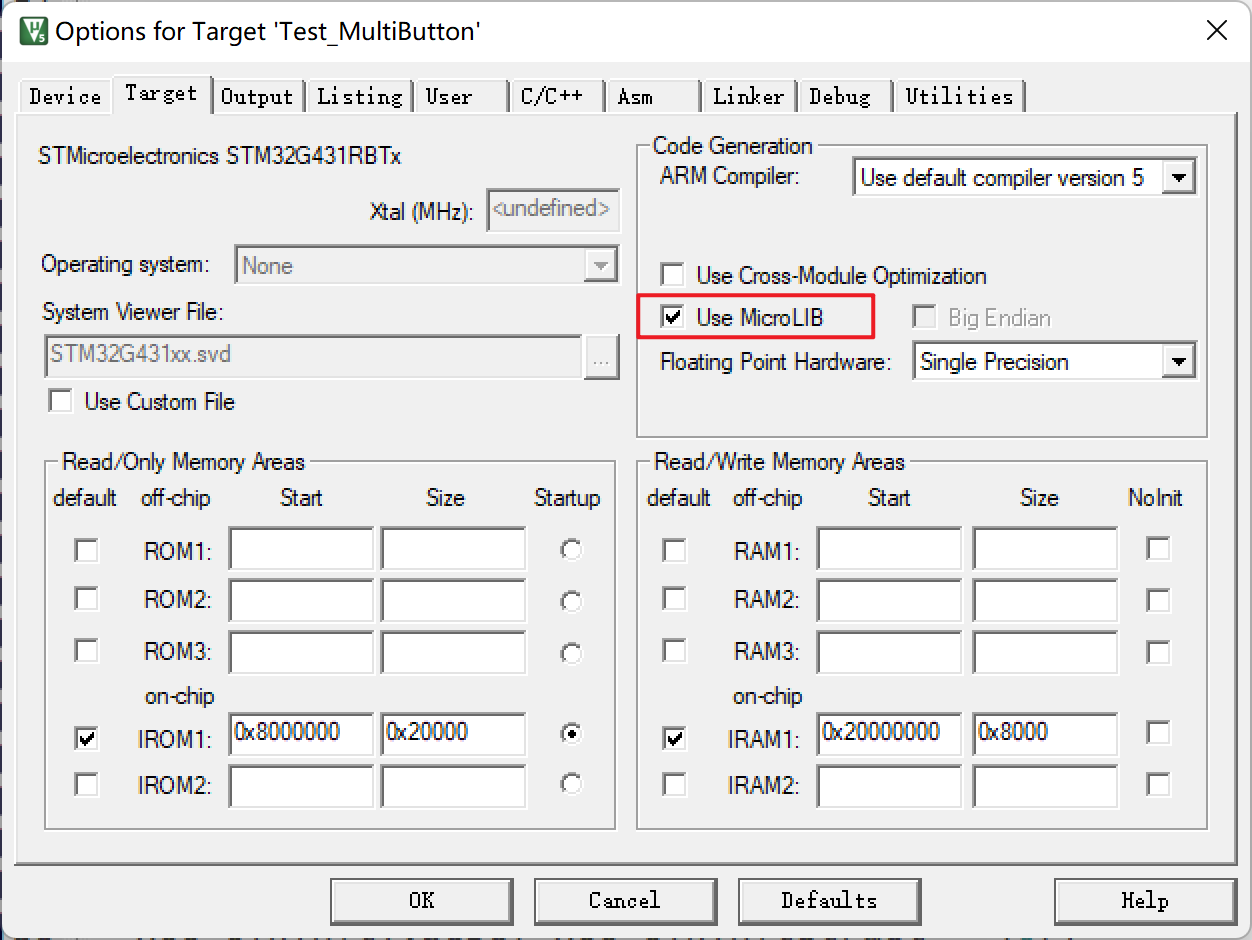 Options for Target 'Test_MultiButton'
Device Target Output Listing User C/C++ Asm Linker Debug Utilities
STMicroelectronics STM32G431RBTx
Xtal (MHz): <undefined>
Operating system: None
System Viewer File:
STM32G431xx.svd ...
Use Custom File
Code Generation
ARM Compiler: Use default compiler version 5
Use Cross-Module Optimization
Use MicroLIB Big Endian
Floating Point Hardware: Single Precision
Read/Only Memory Areas
default off-chip Start Size Startup
ROM1:
ROM2:
ROM3:
on-chip
IROM1: 0x8000000 0x20000
IROM2:
Read/Write Memory Areas
default off-chip Start Size NoInit
RAM1:
RAM2:
RAM3:
on-chip
IRAM1: 0x20000000 0x8000
IRAM2:
OK Cancel Defaults Help